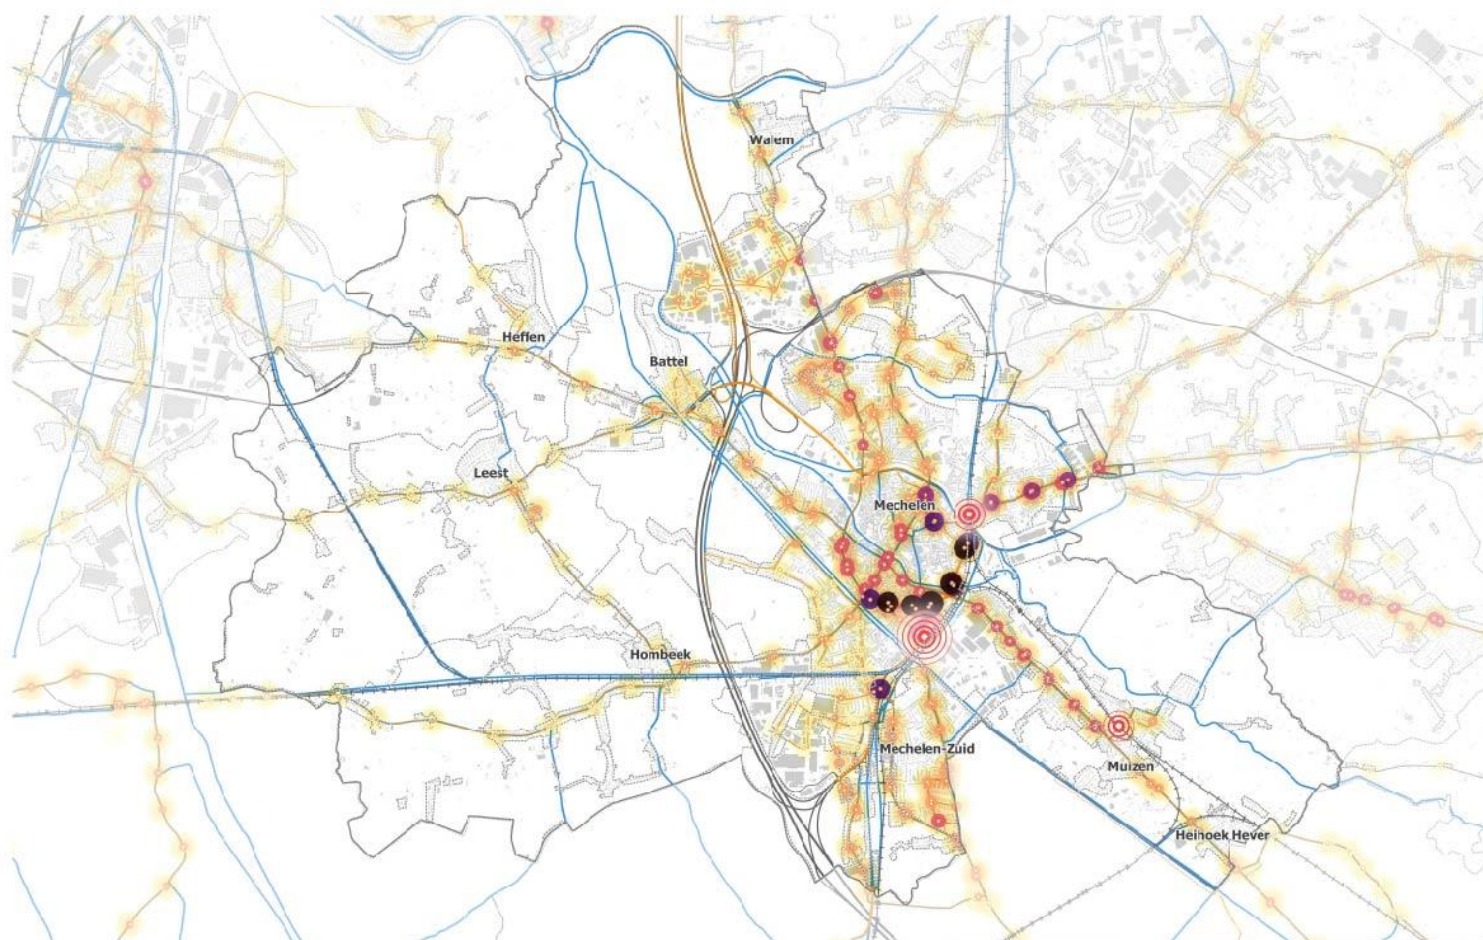 Walem
Heffen
Battel
Leest
Mechelen
Hombeek
Mechelen-Zuid
Muizen
Heihoek Hever